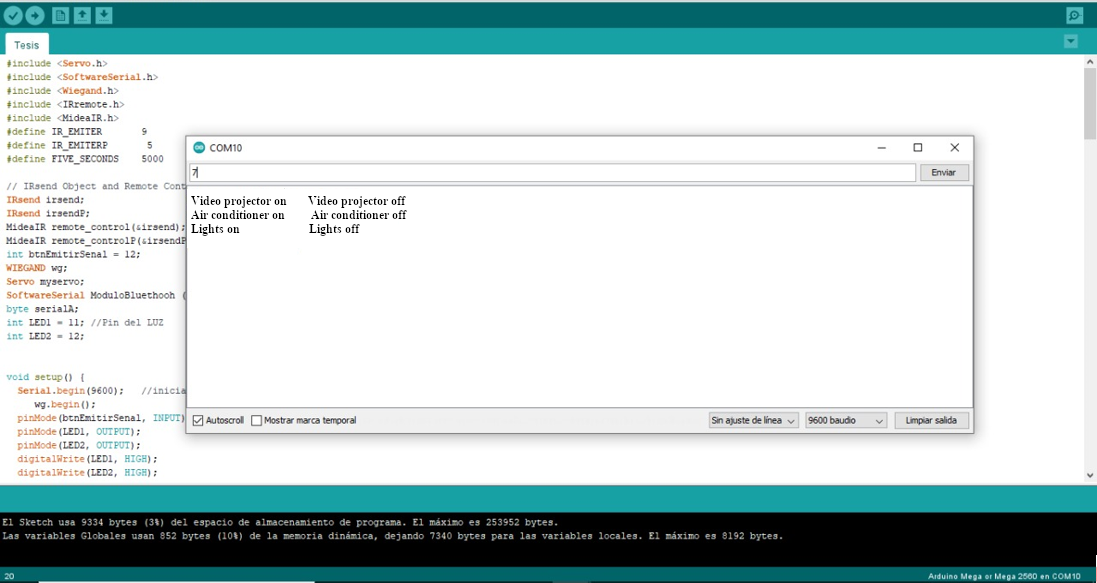 Tesis
#include <Servo.h>
#include <SoftwareSerial.h>
#include <Wiegand.h>
#include <IRremote.h>
#include <MideaIR.h>
#define IR_EMITER 9
#define IR_EMITERP 5
#define FIVE_SECONDS 5000
// IRsend Object and Remote Cont
IRsend irsend;
IRsend irsendP;
MideaIR remote_control(&irsend);
MideaIR remote_controlP(&irsendP
int btnEmitirSenal = 12;
WIEGAND wg;
Servo myservo;
SoftwareSerial ModuloBluethooh (
byte serialA;
int LED1 = 11; //Pin del LUZ
int LED2 = 12;
void setup() {
Serial.begin(9600); //inicia
wg.begin();
pinMode(btnEmitirSenal, INPUT)
pinMode(LED1, OUTPUT);
pinMode(LED2, OUTPUT);
digitalWrite(LED1, HIGH);
digitalWrite(LED2, HIGH);
COM10
7
Enviar
Video projector on Video projector off
Air conditioner on Air conditioner off
Lights on Lights off
Autoscroll Mostrar marca temporal Sin ajuste de línea 9600 baudio Limpiar salida
El Sketch usa 9334 bytes (3%) del espacio de almacenamiento de programa. El máximo es 253952 bytes.
Las variables Globales usan 852 bytes (10%) de la memoria dinámica, dejando 7340 bytes para las variables locales. El máximo es 8192 bytes.
20 Arduino Mega or Mega 2560 en COM10